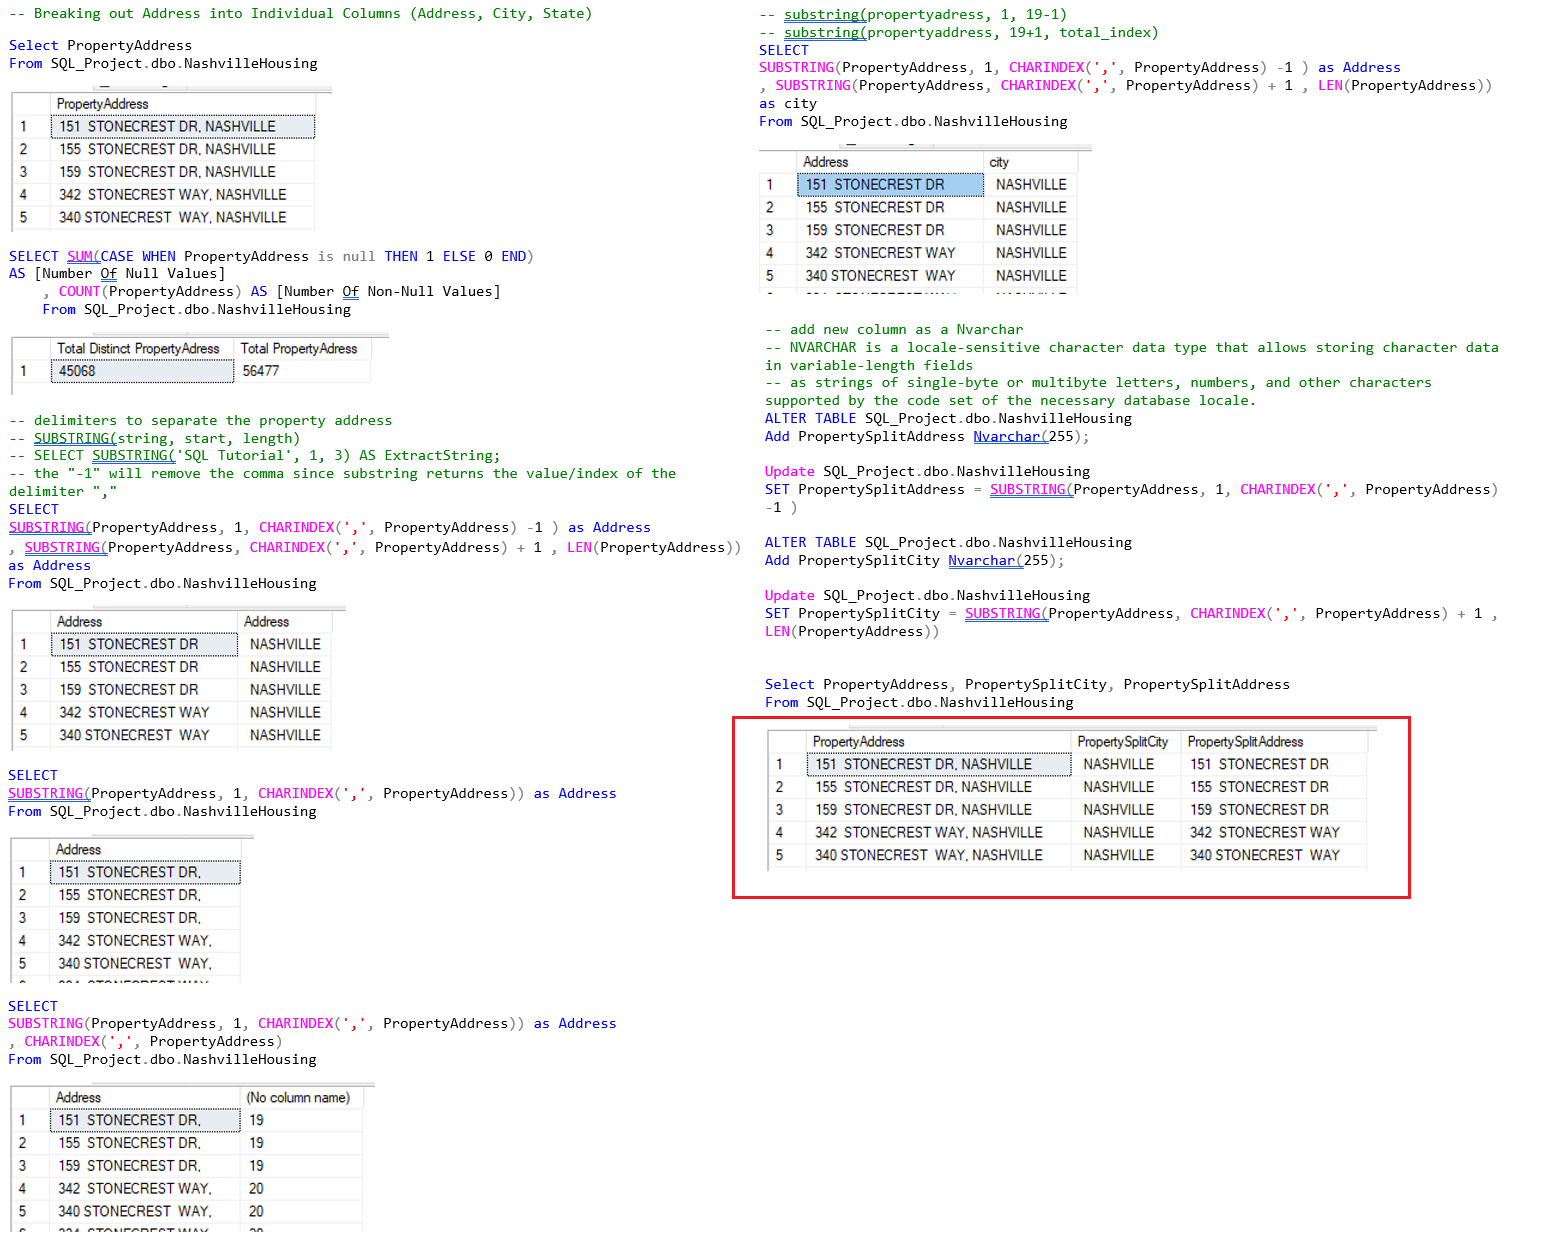 -- Breaking out Address into Individual Columns (Address, City, State)
Select PropertyAddress
From SQL_Project.dbo.NashvilleHousing
PropertyAddress
1 151 STONECREST DR, NASHVILLE
2 155 STONECREST DR, NASHVILLE
3 159 STONECREST DR, NASHVILLE
4 342 STONECREST WAY, NASHVILLE
5 340 STONECREST WAY, NASHVILLE
SELECT SUM(CASE WHEN PropertyAddress is null THEN 1 ELSE 0 END)
AS [Number Of Null Values]
, COUNT(PropertyAddress) AS [Number Of Non-Null Values]
From SQL_Project.dbo.NashvilleHousing
Total Distinct PropertyAdress Total PropertyAdress
1 45068 56477
-- delimiters to separate the property address
-- SUBSTRING(string, start, length)
-- SELECT SUBSTRING('SQL Tutorial', 1, 3) AS ExtractString;
-- the "-1" will remove the comma since substring returns the value/index of the
delimiter ","
SELECT
SUBSTRING(PropertyAddress, 1, CHARINDEX(',', PropertyAddress) -1 ) as Address
, SUBSTRING(PropertyAddress, CHARINDEX(',', PropertyAddress) + 1 , LEN(PropertyAddress))
as Address
From SQL_Project.dbo.NashvilleHousing
Address Address
1 151 STONECREST DR NASHVILLE
2 155 STONECREST DR NASHVILLE
3 159 STONECREST DR NASHVILLE
4 342 STONECREST WAY NASHVILLE
5 340 STONECREST WAY NASHVILLE
SELECT
SUBSTRING(PropertyAddress, 1, CHARINDEX(',', PropertyAddress)) as Address
From SQL_Project.dbo.NashvilleHousing
Address
1 151 STONECREST DR,
2 155 STONECREST DR,
3 159 STONECREST DR,
4 342 STONECREST WAY,
5 340 STONECREST WAY,
SELECT
SUBSTRING(PropertyAddress, 1, CHARINDEX(',', PropertyAddress)) as Address
, CHARINDEX(',', PropertyAddress)
From SQL_Project.dbo.NashvilleHousing
Address (No column name)
1 151 STONECREST DR, 19
2 155 STONECREST DR, 19
3 159 STONECREST DR, 19
4 342 STONECREST WAY, 20
5 340 STONECREST WAY, 20
-- substring(propertyadress, 1, 19-1)
-- substring(propertyaddress, 19+1, total_index)
SELECT
SUBSTRING(PropertyAddress, 1, CHARINDEX(',', PropertyAddress) -1 ) as Address
, SUBSTRING(PropertyAddress, CHARINDEX(',', PropertyAddress) + 1 , LEN(PropertyAddress))
as city
From SQL_Project.dbo.NashvilleHousing
Address city
1 151 STONECREST DR NASHVILLE
2 155 STONECREST DR NASHVILLE
3 159 STONECREST DR NASHVILLE
4 342 STONECREST WAY NASHVILLE
5 340 STONECREST WAY NASHVILLE
-- add new column as a Nvarchar
-- NVARCHAR is a locale-sensitive character data type that allows storing character data
in variable-length fields
-- as strings of single-byte or multibyte letters, numbers, and other characters
supported by the code set of the necessary database locale.
ALTER TABLE SQL_Project.dbo.NashvilleHousing
Add PropertySplitAddress Nvarchar(255);
Update SQL_Project.dbo.NashvilleHousing
SET PropertySplitAddress = SUBSTRING(PropertyAddress, 1, CHARINDEX(',', PropertyAddress)
-1 )
ALTER TABLE SQL_Project.dbo.NashvilleHousing
Add PropertySplitCity Nvarchar(255);
Update SQL_Project.dbo.NashvilleHousing
SET PropertySplitCity = SUBSTRING(PropertyAddress, CHARINDEX(',', PropertyAddress) + 1 ,
LEN(PropertyAddress))
Select PropertyAddress, PropertySplitCity, PropertySplitAddress
From SQL_Project.dbo.NashvilleHousing
PropertyAddress PropertySplitCity PropertySplitAddress
1 151 STONECREST DR, NASHVILLE NASHVILLE 151 STONECREST DR
2 155 STONECREST DR, NASHVILLE NASHVILLE 155 STONECREST DR
3 159 STONECREST DR, NASHVILLE NASHVILLE 159 STONECREST DR
4 342 STONECREST WAY, NASHVILLE NASHVILLE 342 STONECREST WAY
5 340 STONECREST WAY, NASHVILLE NASHVILLE 340 STONECREST WAY